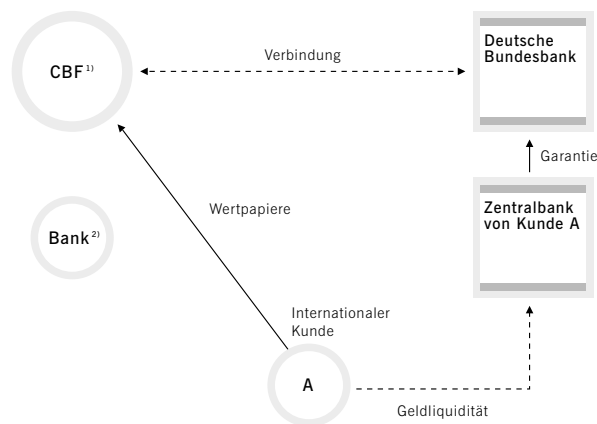 CBF 1)
Verbindung
Deutsche
Bundesbank
Garantie
Wertpapiere
Zentralbank
von Kunde A
Bank 2)
Internationaler
Kunde
A
Geldliquidität